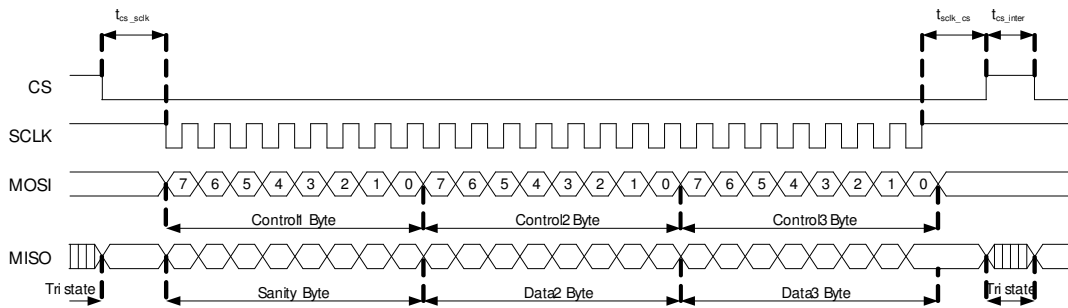 tcs_sclk tsclk_cs tcs_inter
CS
SCLK
MOSI 7 6 5 4 3 2 1 0 7 6 5 4 3 2 1 0 7 6 5 4 3 2 1 0
Control1 Byte Control2 Byte Control3 Byte
MISO
Tri state Sanity Byte Data2 Byte Data3 Byte Tri state